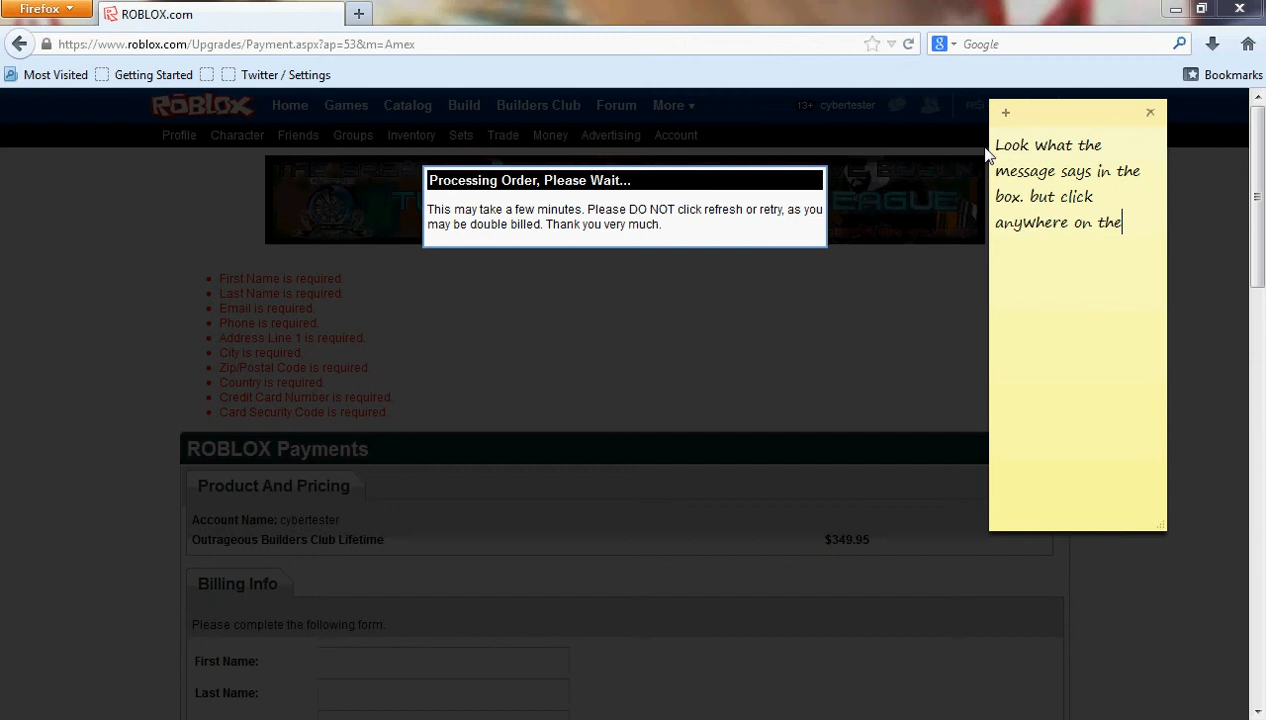 Firefox
ROBLOX.com
https://www.roblox.com/Upgrades/Payment.aspx?ap=53&m=Amex
Google
Most Visited
Getting Started
Twitter / Settings
Bookmarks
ROBLOX
Home
Games
Catalog
Build
Builders Club
Forum
More
13+ cybertester
Profile
Character
Friends
Groups
Inventory
Sets
Trade
Money
Advertising
Account
Processing Order, Please Wait...
This may take a few minutes. Please DO NOT click refresh or retry, as you
may be double billed. Thank you very much.
Look what the
message says in the
box. but click
anywhere on the
First Name is required.
Last Name is required.
Email is required.
Phone is required.
Address Line 1 is required.
City is required.
Zip/Postal Code is required.
Country is required.
Credit Card Number is required.
Card Security Code is required.
ROBLOX Payments
Product And Pricing
Account Name: cybertester
Outrageous Builders Club Lifetime
$349.95
Billing Info
Please complete the following form.
First Name:
Last Name: